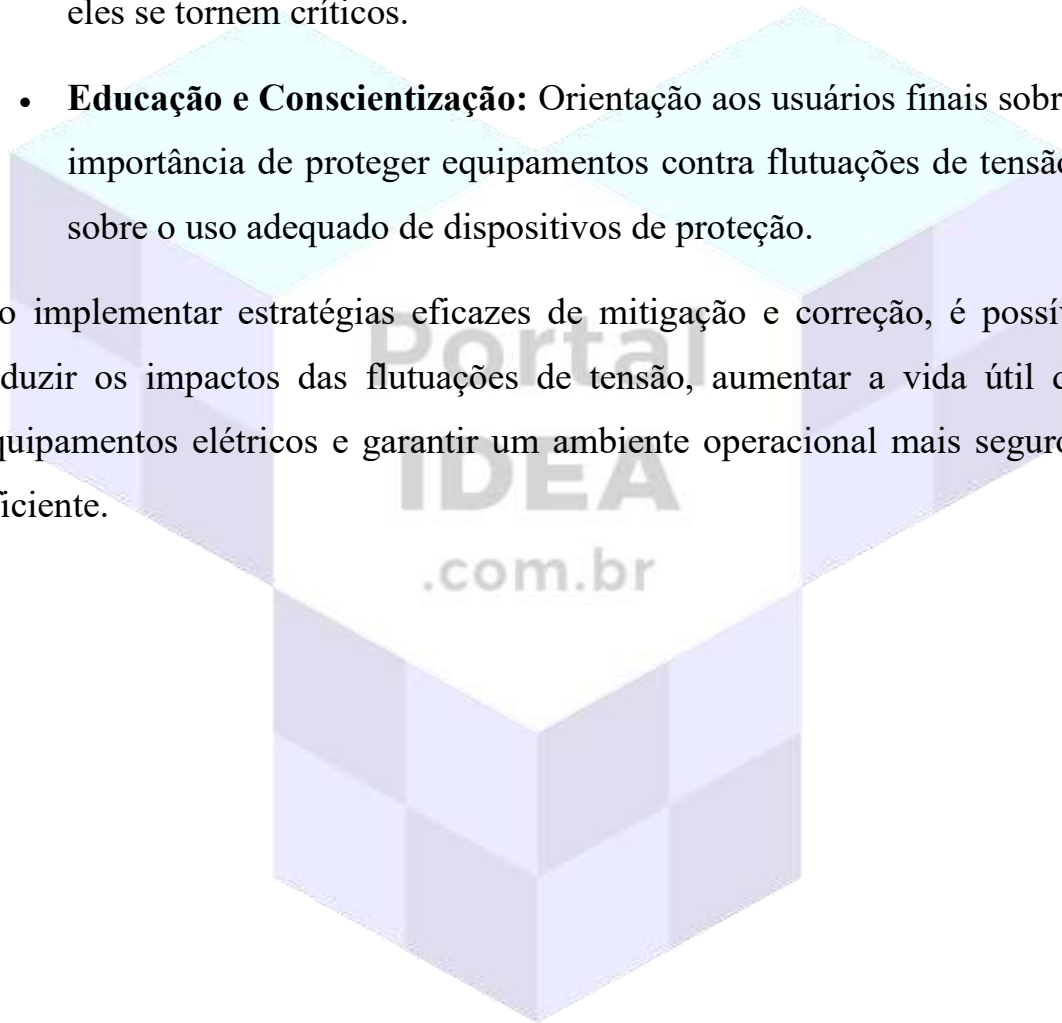 eles se tornem críticos.
• Educação e Conscientização: Orientação aos usuários finais sobr
importância de proteger equipamentos contra flutuações de tensão
sobre o uso adequado de dispositivos de proteção.
o implementar estratégias eficazes de mitigação e correção, é possív
duzir os impactos das flutuações de tensão, aumentar a vida útil d
quipamentos elétricos e garantir um ambiente operacional mais seguro
ficiente.
Portal
IDEA
.com.br